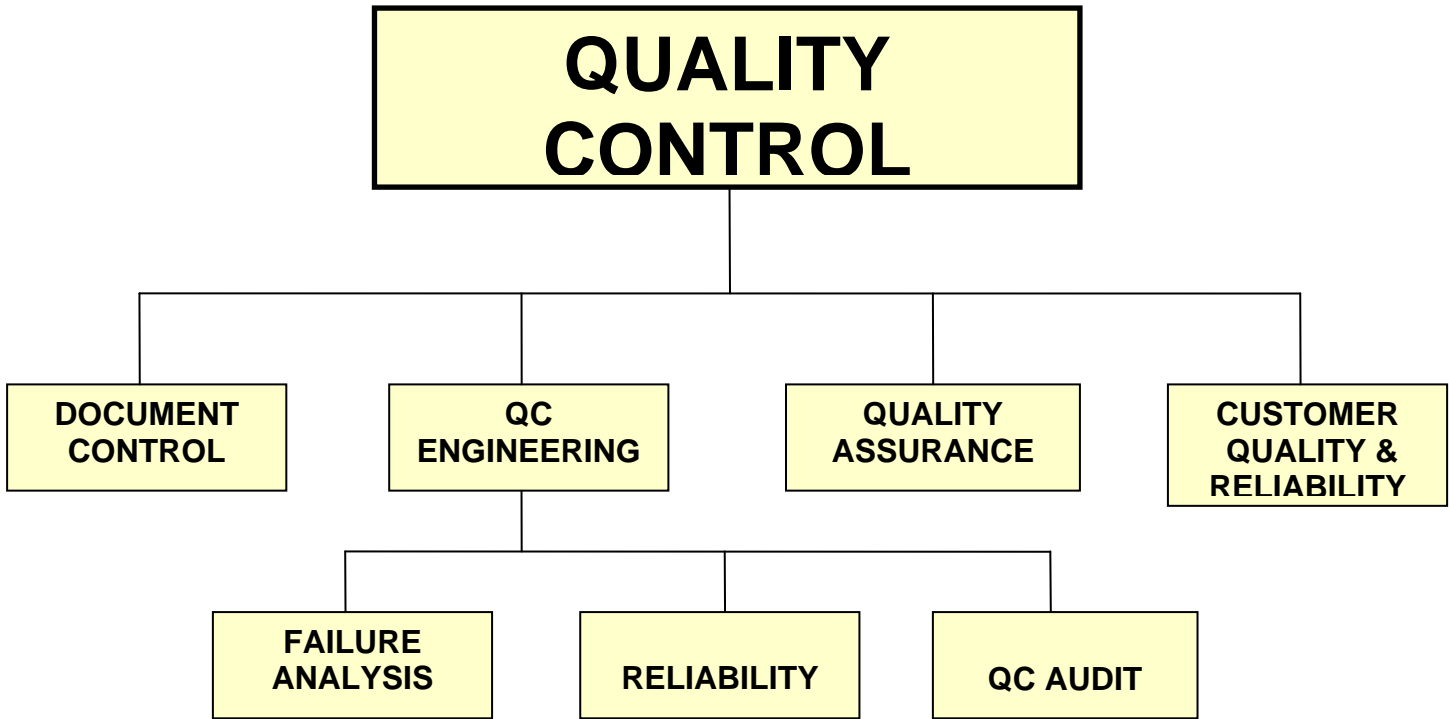 QUALITY
CONTROL
DOCUMENT
CONTROL
QC
ENGINEERING
QUALITY
ASSURANCE
CUSTOMER
QUALITY &
RELIABILITY
FAILURE
ANALYSIS
RELIABILITY
QC AUDIT